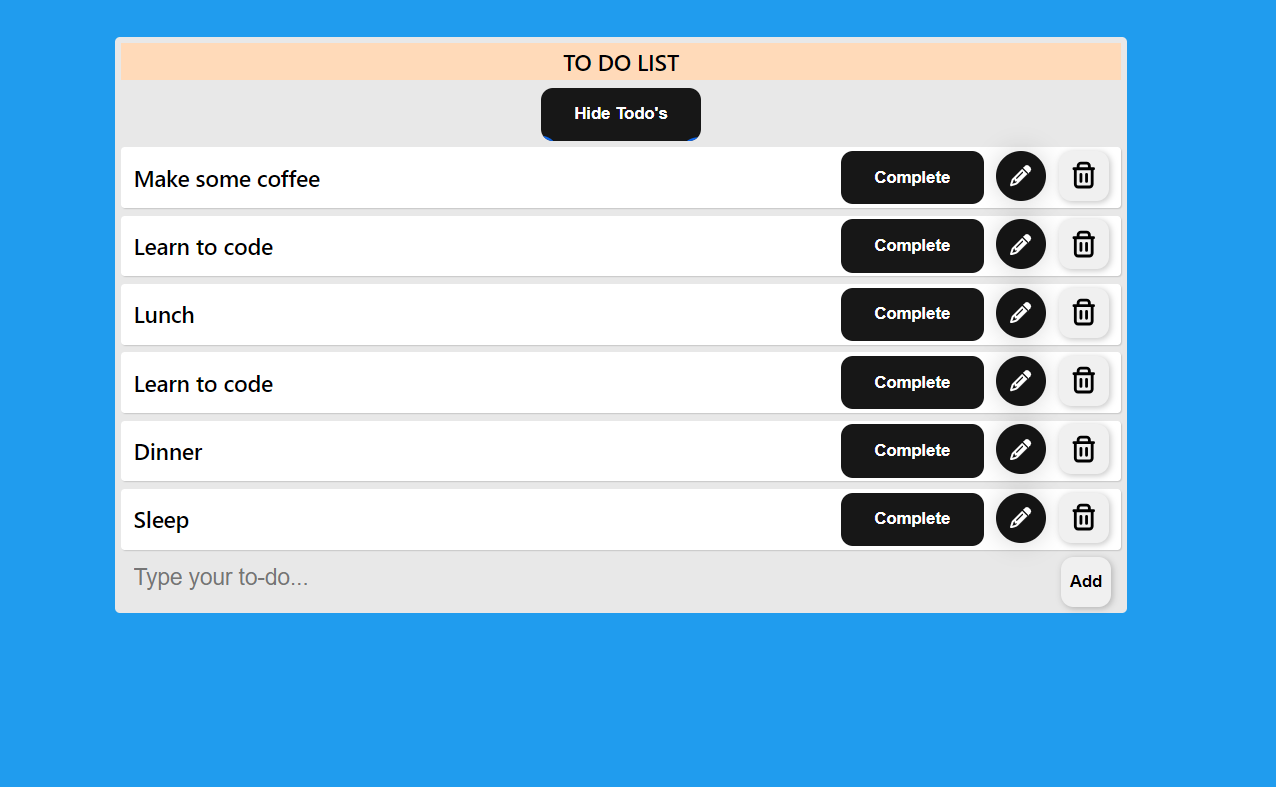 TO DO LIST
Hide Todo's
Make some coffee Complete
Learn to code Complete
Lunch Complete
Learn to code Complete
Dinner Complete
Sleep Complete
Type your to-do... Add